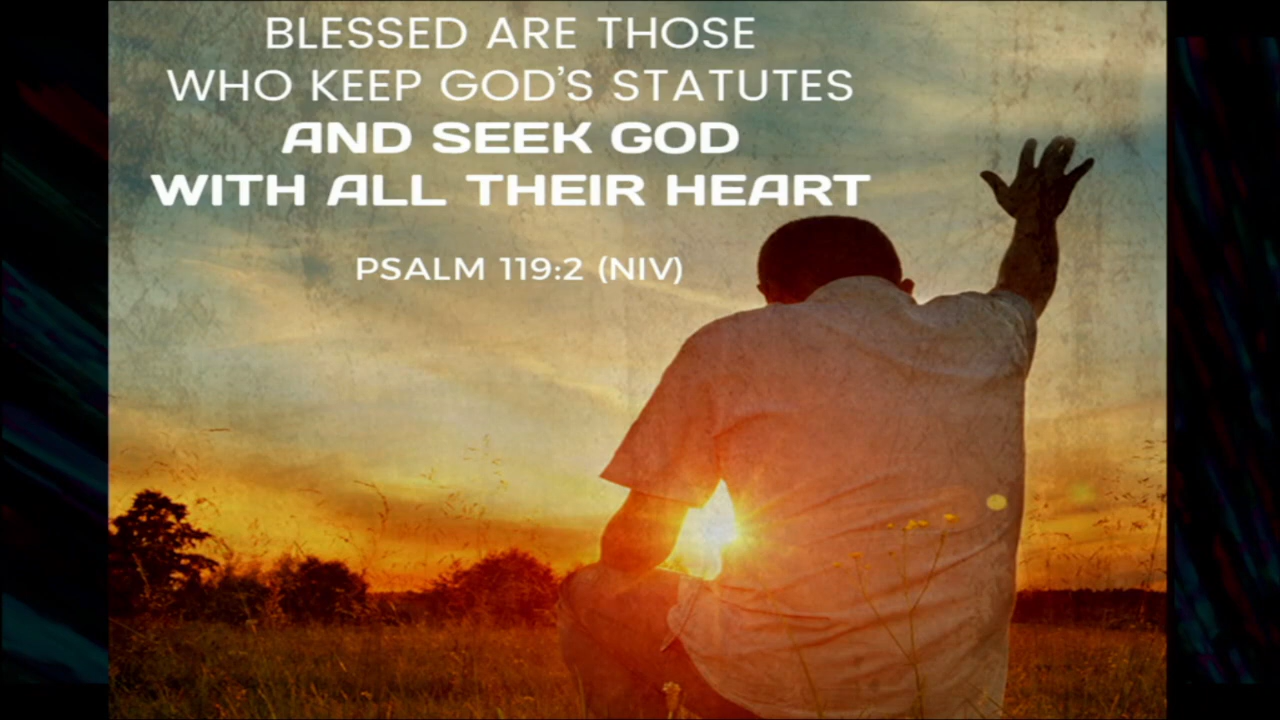 BLESSED ARE THOSE
WHO KEEP GOD'S STATUTES
AND SEEK GOD
WITH ALL THEIR HEART
PSALM 119:2 (NIV)